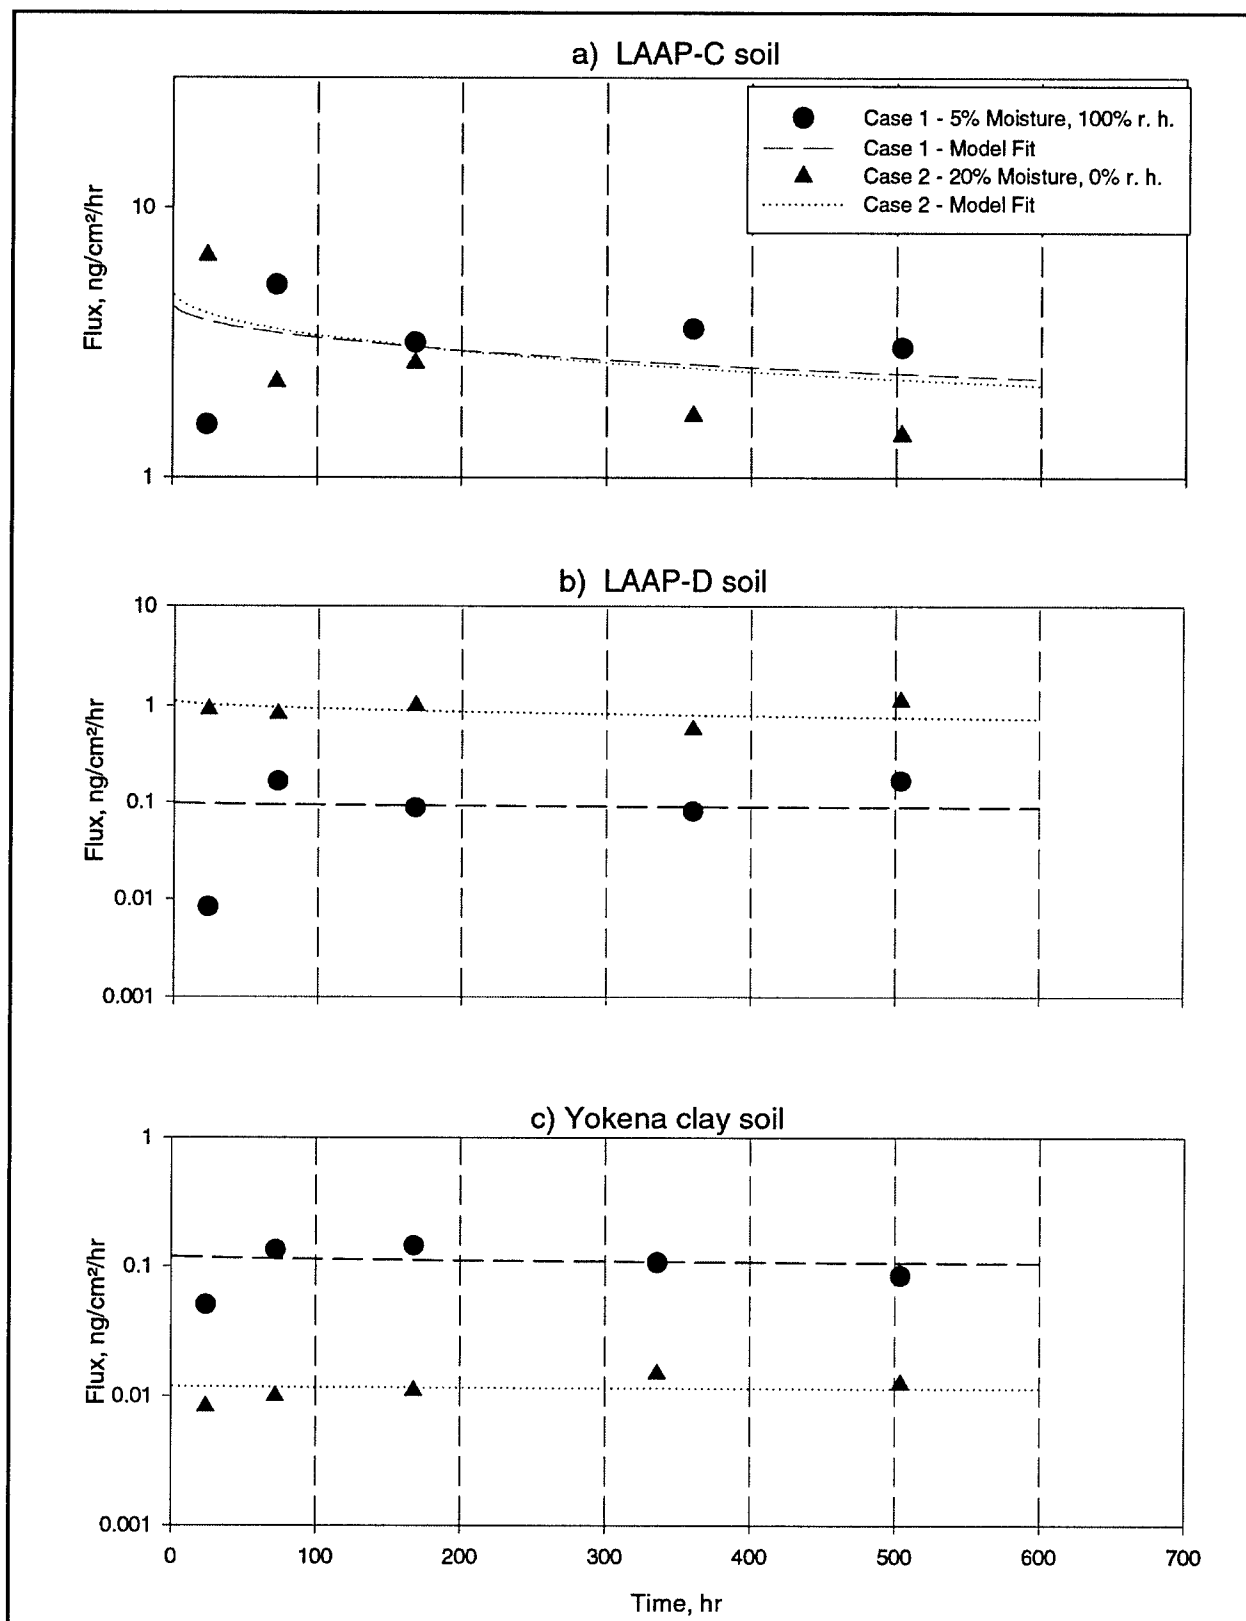 a) LAAP-C soil
Case 1 - 5% Moisture, 100% r. h.
Case 1 - Model Fit
Case 2 - 20% Moisture, 0% r. h.
Case 2 - Model Fit
10
Flux, ng/cm²/hr
1
b) LAAP-D soil
10
1
Flux, ng/cm²/hr
0.1
0.01
0.001
c) Yokena clay soil
1
0.1
Flux, ng/cm²/hr
0.01
0.001
0 100 200 300 400 500 600 700
Time, hr